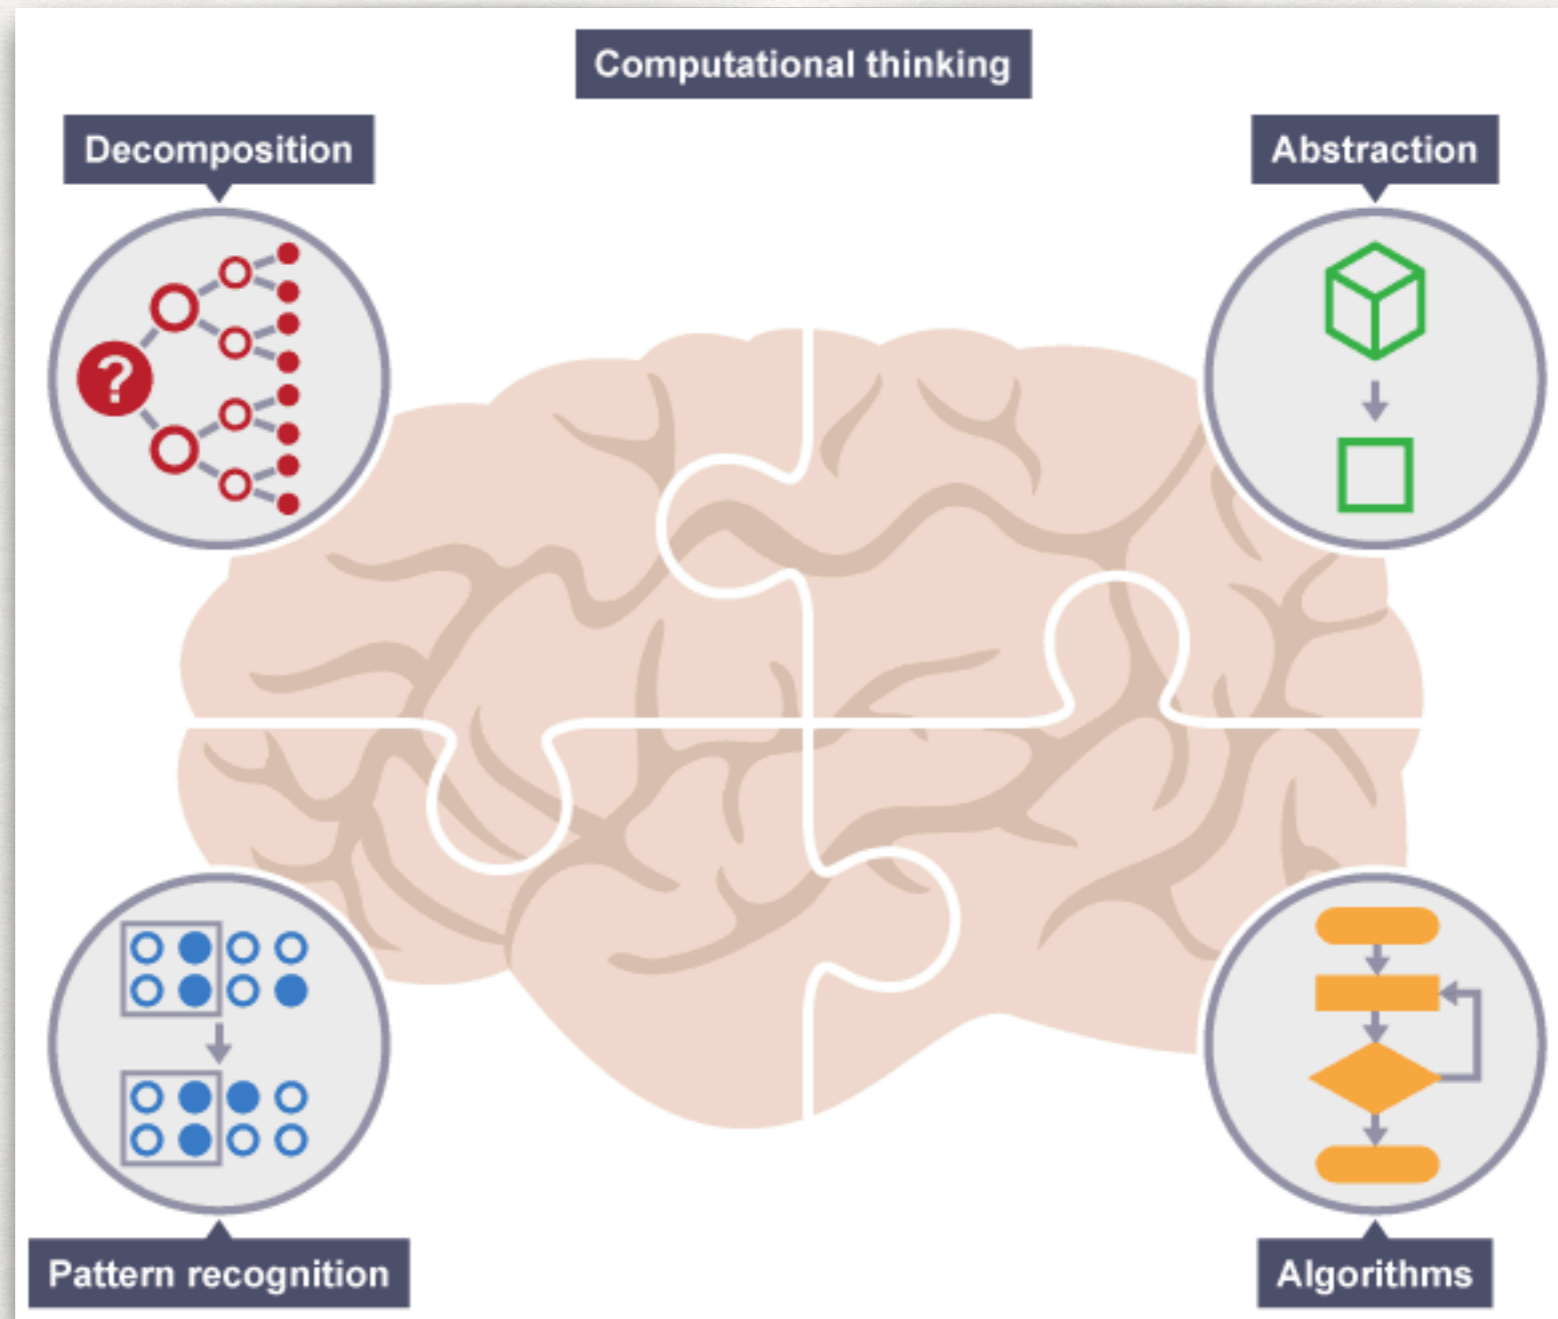 Computational thinking
Decomposition
Abstraction
?
Pattern recognition
Algorithms